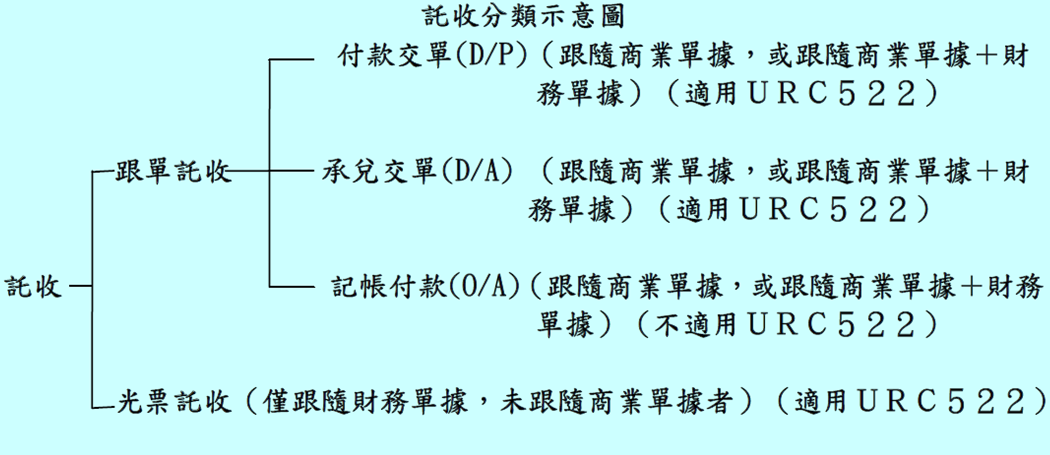 託收分類示意圖
付款交單(D/P)(跟隨商業單據,或跟隨商業單據+財
務單據)(適用URC522)
跟單託收
承兌交單(D/A) (跟隨商業單據,或跟隨商業單據+財
務單據)(適用URC522)
託收
記帳付款(O/A)(跟隨商業單據,或跟隨商業單據+財務
單據)(不適用URC522)
光票託收(僅跟隨財務單據,未跟隨商業單據者)(適用URC522)